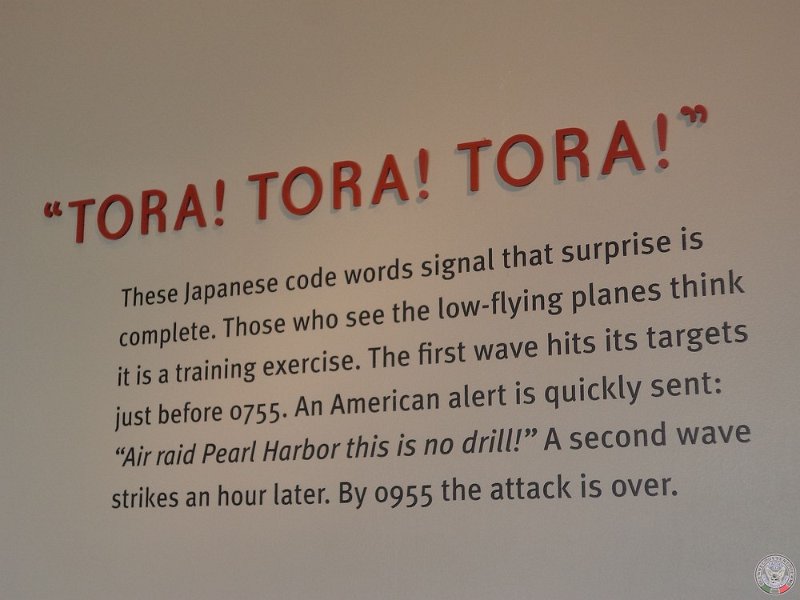 “TORA! TORA! TORA!”
These Japanese code words signal that surprise is
complete. Those who see the low-flying planes think
it is a training exercise. The first wave hits its targets
just before 0755. An American alert is quickly sent:
“Air raid Pearl Harbor this is no drill!” A second wave
strikes an hour later. By 0955 the attack is over.